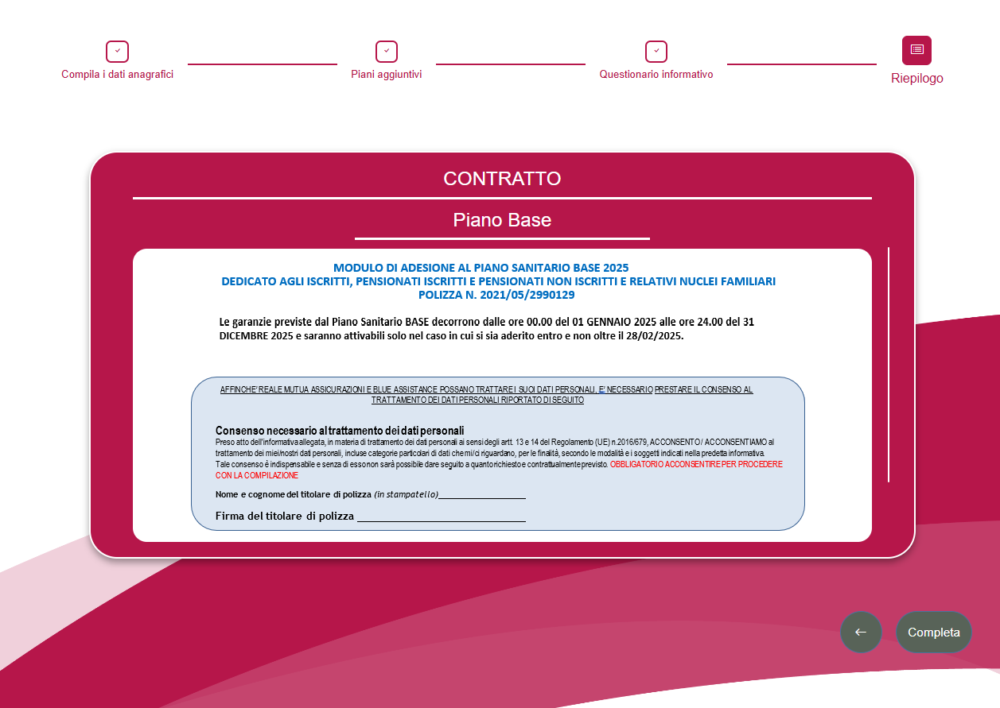 Compila i dati anagrafici
Piani aggiuntivi
Questionario informativo
Riepilogo
CONTRATTO
Piano Base
MODULO DI ADESIONE AL PIANO SANITARIO BASE 2025
DEDICATO AGLI ISCRITTI, PENSIONATI ISCRITTI E PENSIONATI NON ISCRITTI E RELATIVI NUCLEI FAMILIARI
POLIZZA N. 2021/05/2990129
Le garanzie previste dal Piano Sanitario BASE decorrono dalle ore 00.00 del 01 GENNAIO 2025 alle ore 24.00 del 31
DICEMBRE 2025 e saranno attivabili solo nel caso in cui si sia aderito entro e non oltre il 28/02/2025.
AFFINCHE' REALE MUTUA ASSICURAZIONI E BLUE ASSISTANCE POSSANO TRATTARE I SUOI DATI PERSONALI, E' NECESSARIO PRESTARE IL CONSENSO AL
TRATTAMENTO DEI DATI PERSONALI RIPORTATO DI SEGUITO
Consenso necessario al trattamento dei dati personali
Preso atto dell'informativa allegata, in materia di trattamento dei dati personali ai sensi degli artt. 13 e 14 del Regolamento (UE) n.2016/679, ACCONSENTO / ACCONSENTIAMO al
trattamento dei miei/nostri dati personali, incluse categorie particolari di dati che mi/ci riguardano, per le finalità, secondo le modalità e i soggetti indicati nella predetta informativa.
Tale consenso è indispensabile e senza di esso non sarà possibile dare seguito a quanto richiesto e contrattualmente previsto. OBBLIGATORIO ACCONSENTIRE PER PROCEDERE
CON LA COMPILAZIONE
Nome e cognome del titolare di polizza (in stampatello)___________________
Firma del titolare di polizza ______________________________
Completa